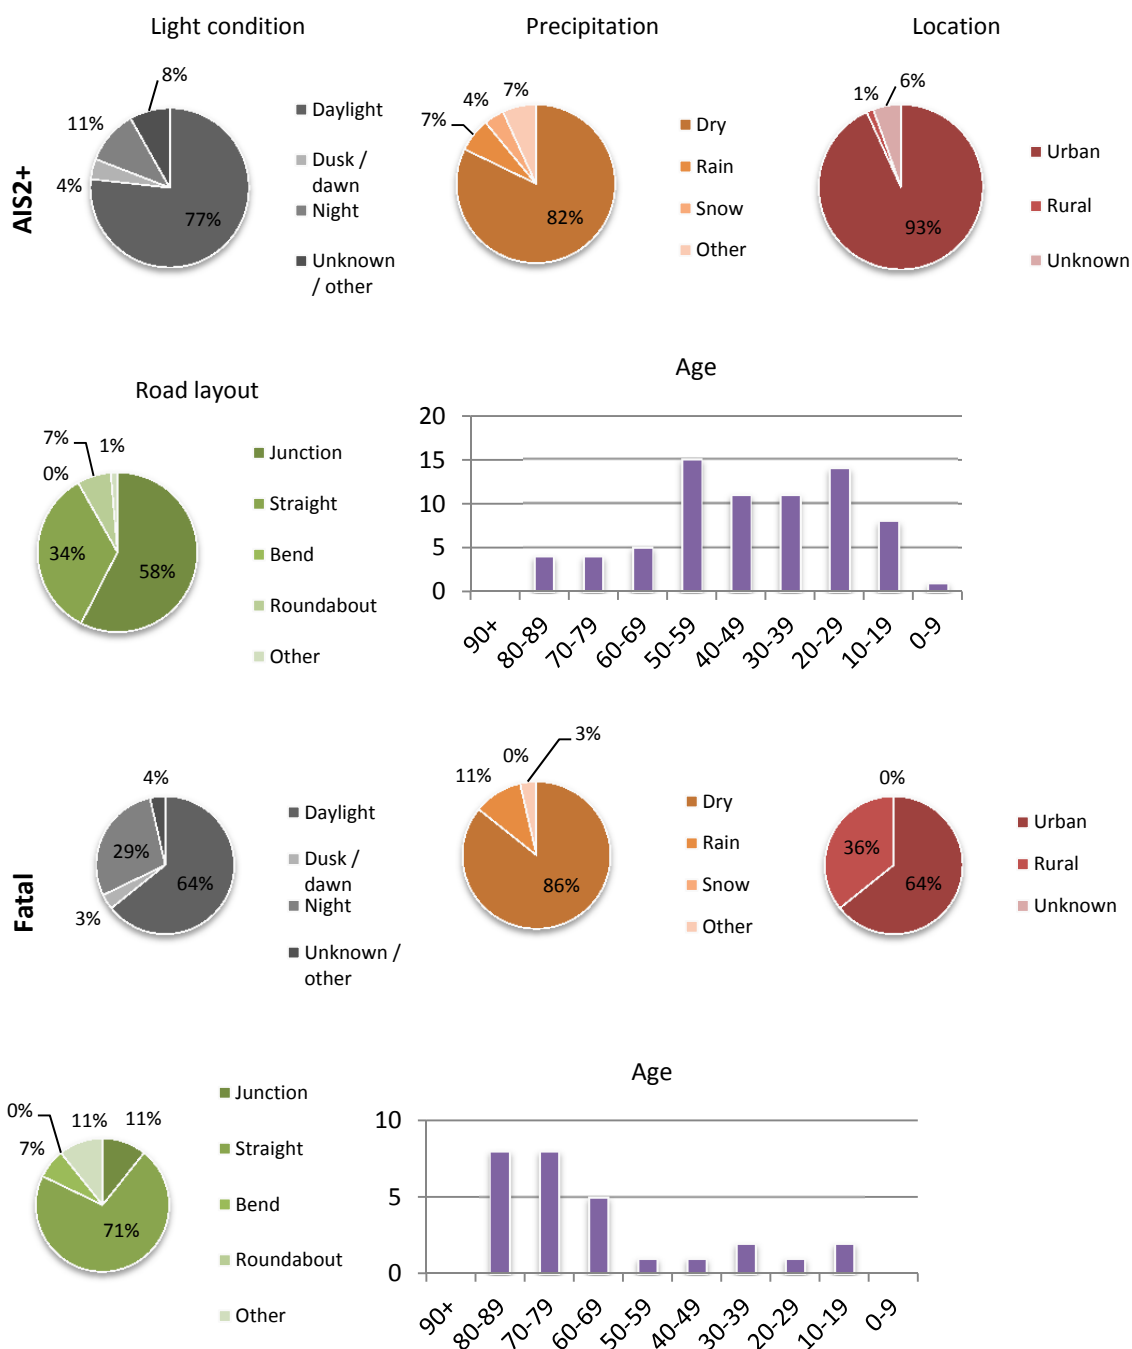 Light condition
Precipitation
Location
AIS2+
8%
11%
4%
77%
Daylight
Dusk /
dawn
Night
Unknown
/ other
7%
4%
7%
82%
Dry
Rain
Snow
Other
1%
6%
93%
Urban
Rural
Unknown
Road layout
7%
1%
0%
34%
58%
Junction
Straight
Bend
Roundabout
Other
Age
20
15
10
5
0
90+
80-89
70-79
60-69
50-59
40-49
30-39
20-29
10-19
0-9
Fatal
4%
29%
64%
3%
Daylight
Dusk /
dawn
Night
Unknown /
other
3%
0%
11%
86%
Dry
Rain
Snow
Other
0%
36%
64%
Urban
Rural
Unknown
0%
11%
11%
7%
71%
Junction
Straight
Bend
Roundabout
Other
Age
10
5
0
90+
80-89
70-79
60-69
50-59
40-49
30-39
20-29
10-19
0-9